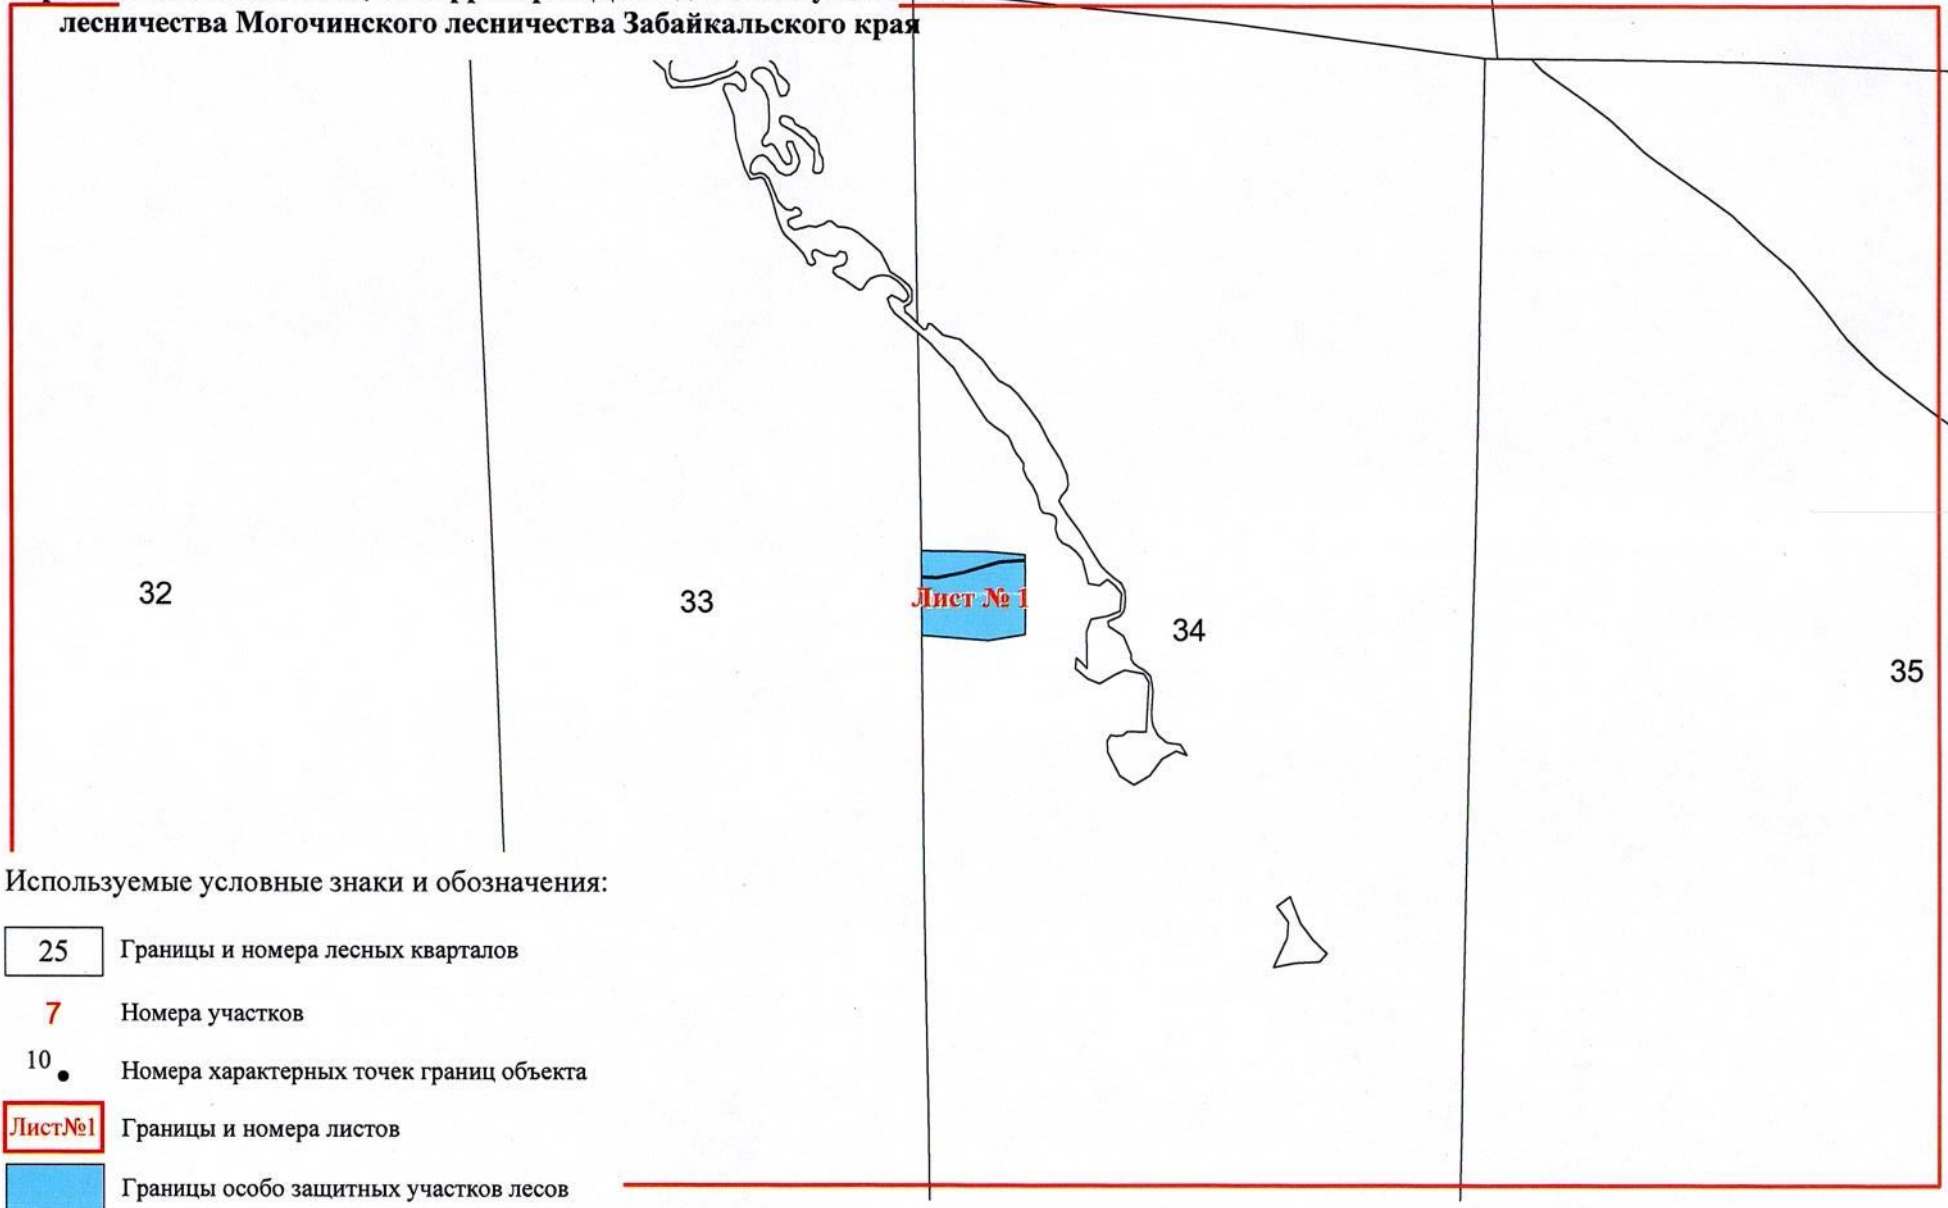 лесничества Могочинского лесничества Забайкальского края
32
33
Лист № 1
34
35
Используемые условные знаки и обозначения:
25 Границы и номера лесных кварталов
7 Номера участков
10 Номера характерных точек границ объекта
Лист№1 Границы и номера листов
Границы особо защитных участков лесов